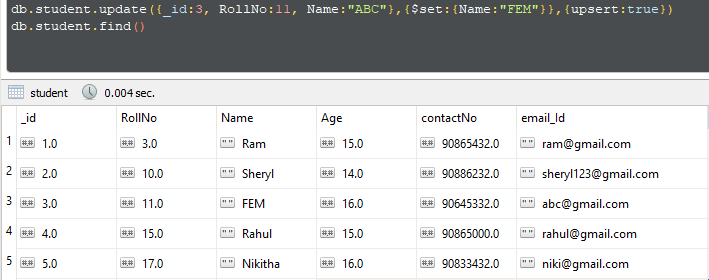 db.student.update({_id:3, RollNo:11, Name:"ABC"},{$set:{Name:"FEM"}},{upsert:true})
db.student.find()
student 0.004 sec.
_id RollNo Name Age contactNo email_Id
1 ## 1.0 ## 3.0 "" Ram ## 15.0 ## 90865432.0 "" ram@gmail.com
2 ## 2.0 ## 10.0 "" Sheryl ## 14.0 ## 90886232.0 "" sheryl123@gmail.com
3 ## 3.0 ## 11.0 "" FEM ## 16.0 ## 90645332.0 "" abc@gmail.com
4 ## 4.0 ## 15.0 "" Rahul ## 15.0 ## 90865000.0 "" rahul@gmail.com
5 ## 5.0 ## 17.0 "" Nikitha ## 16.0 ## 90833432.0 "" niki@gmail.com